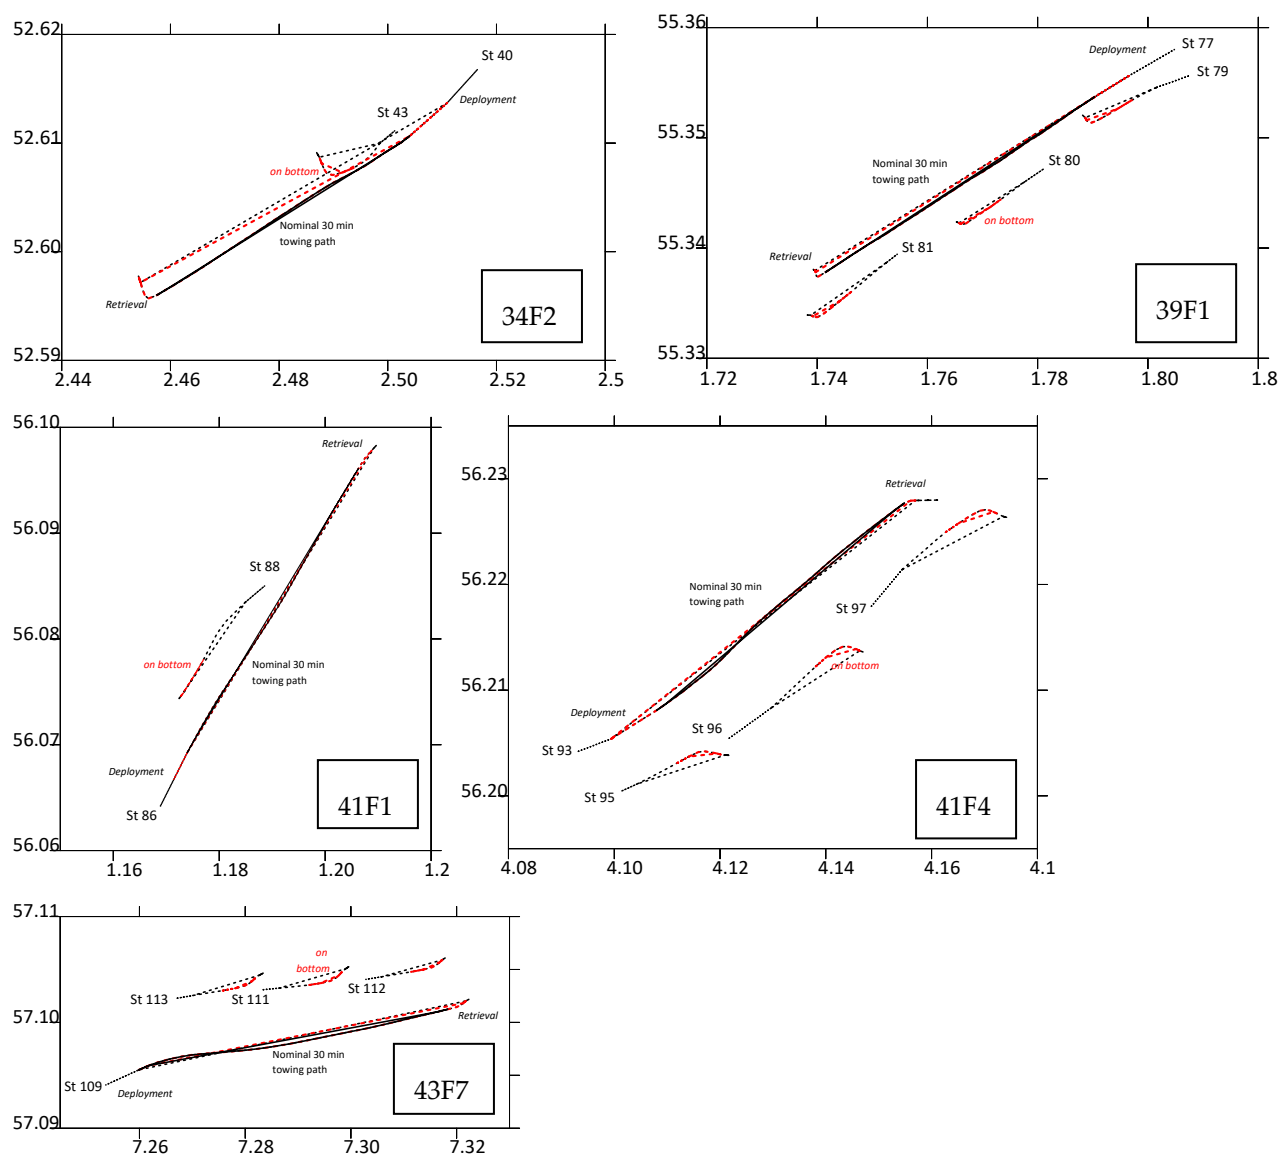 52.62
St 40
Deployment
St 43
52.61
on bottom
Nominal 30 min
towing path
52.60
Retrieval
34F2
52.59
2.44 2.46 2.48 2.50 2.52 2.5
55.36
St 77
Deployment
St 79
55.35
Nominal 30 min
towing path
St 80
on bottom
55.34
Retrieval
St 81
39F1
55.33
1.72 1.74 1.76 1.78 1.80 1.8
56.10
Retrieval
56.09
St 88
56.08
on bottom
Nominal 30 min
towing path
56.07
Deployment
St 86
41F1
56.06
1.16 1.18 1.20 1.2
56.23
Retrieval
56.22
Nominal 30 min
towing path
St 97
on bottom
56.21
Deployment
St 96
St 93
56.20
St 95
41F4
4.08 4.10 4.12 4.14 4.16 4.1
57.11
on
bottom
St 113
St 111
St 112
57.10
Retrieval
Nominal 30 min
towing path
St 109
Deployment
43F7
57.09
7.26 7.28 7.30 7.32